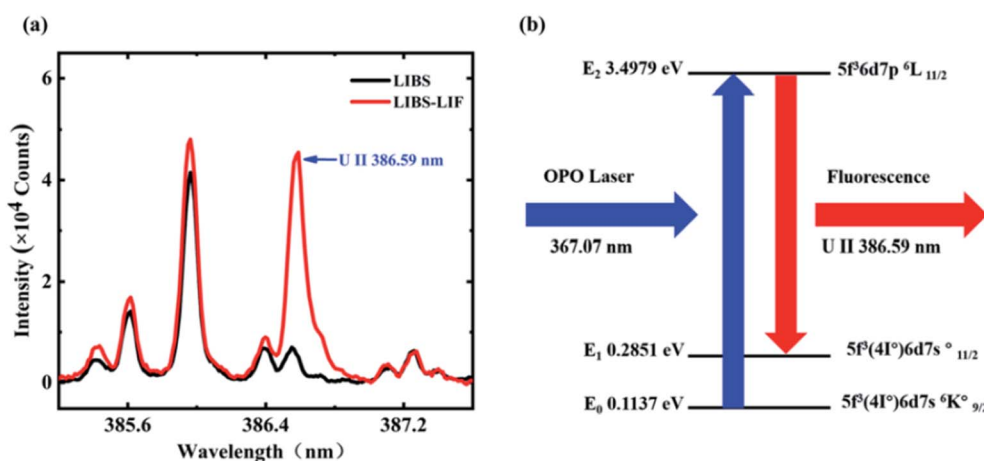 (a)
6
4
2
0
Intensity (×10⁴ Counts)
LIBS
LIBS-LIF
U II 386.59 nm
385.6 386.4 387.2
Wavelength (nm)
(b)
E₂ 3.4979 eV
5f³6d7p ⁶L ₁₁/₂
OPO Laser
367.07 nm
Fluorescence
U II 386.59 nm
E₁ 0.2851 eV
5f³(4I°)6d7s ° ₁₁/₂
E₀ 0.1137 eV
5f³(4I°)6d7s ⁶K° ₉/₂